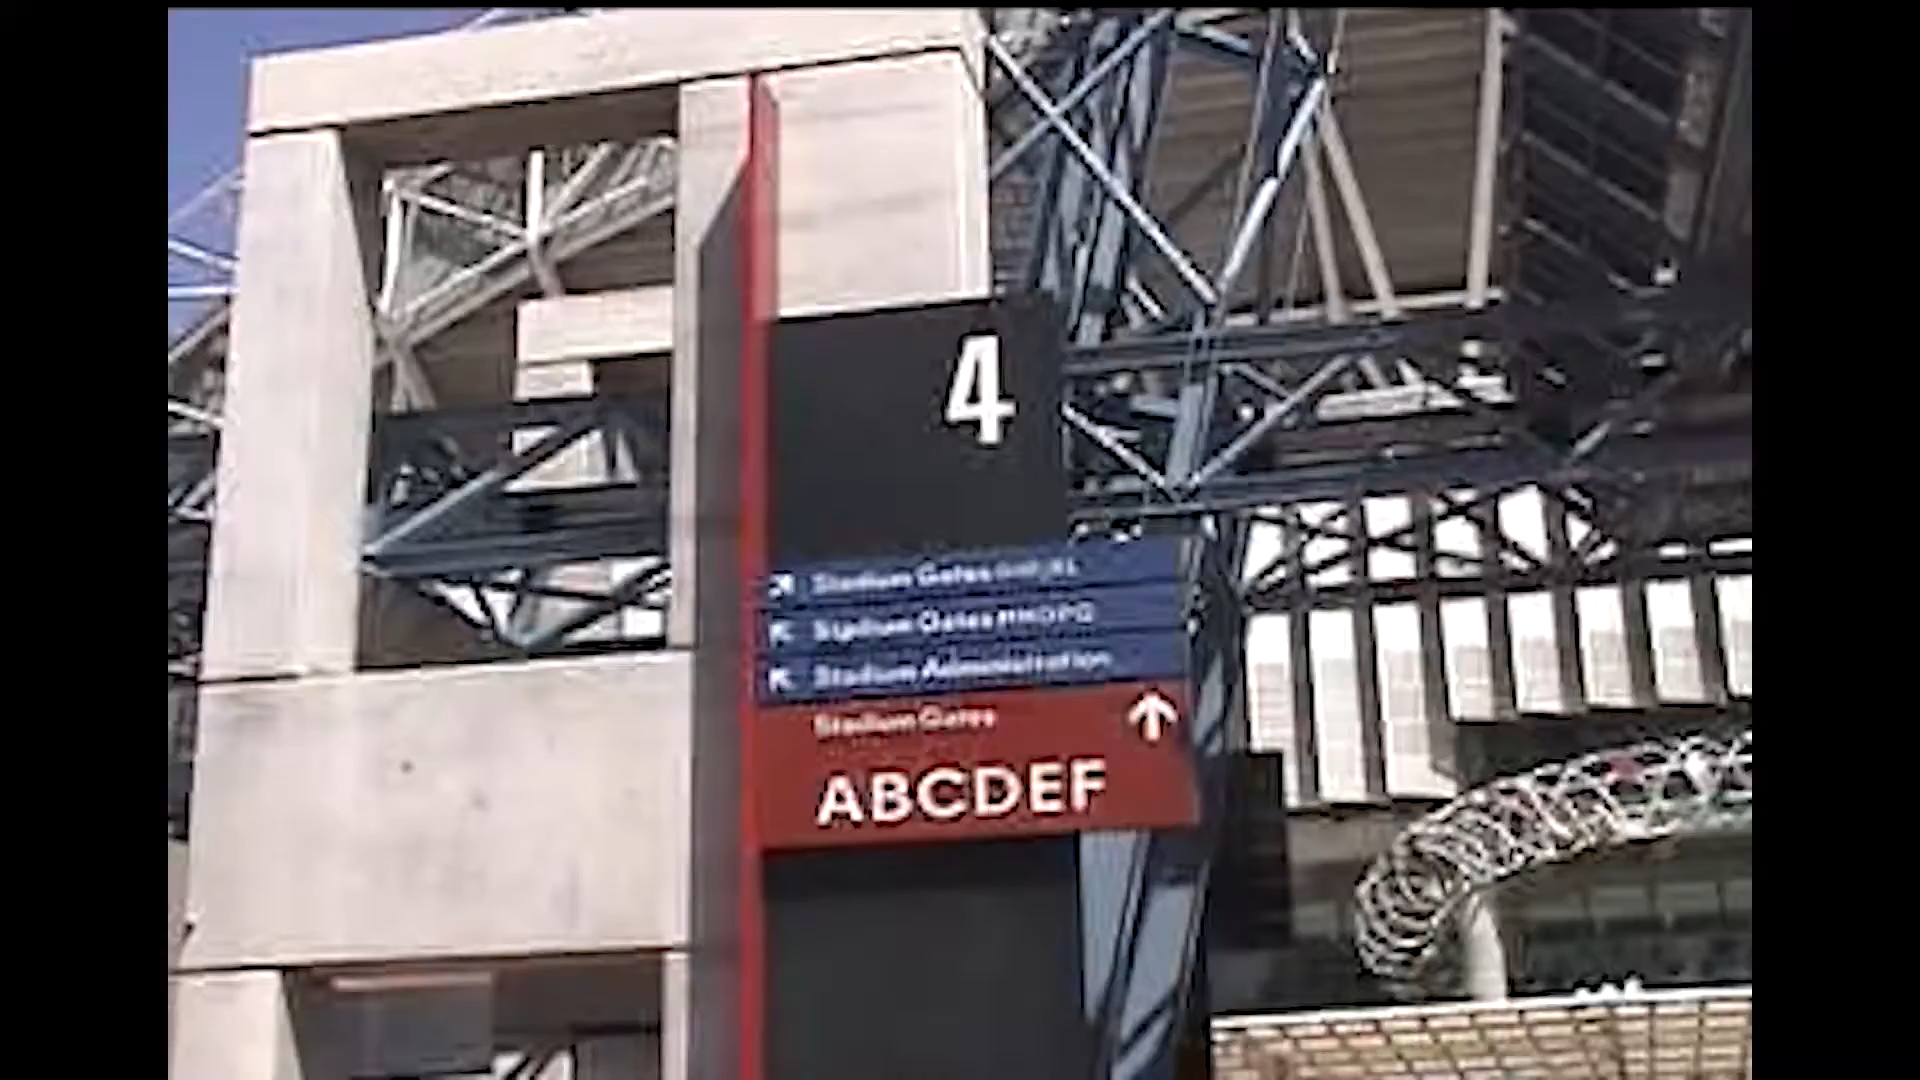 4
Stadium Gates
Stadium Gates
Stadium Administration
Stadium Gates
ABCDEF